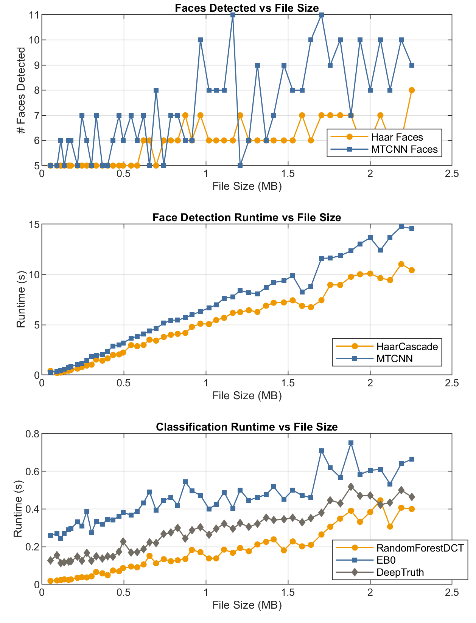 Faces Detected vs File Size
11
10
9
8
7
6
5
# Faces Detected
Haar Faces
MTCNN Faces
0 0.5 1 1.5 2 2.5
File Size (MB)
Face Detection Runtime vs File Size
15
10
5
0
Runtime (s)
HaarCascade
MTCNN
0 0.5 1 1.5 2 2.5
File Size (MB)
Classification Runtime vs File Size
0.8
0.6
0.4
0.2
0
Runtime (s)
RandomForestDCT
EB0
DeepTruth
0 0.5 1 1.5 2 2.5
File Size (MB)